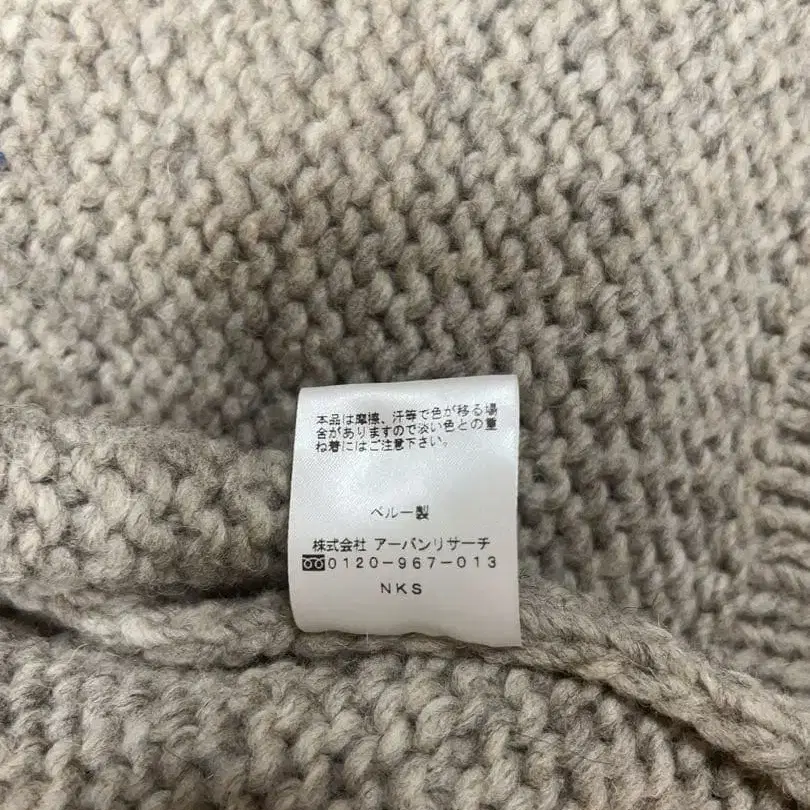 本品は摩擦、汗等で色が移る場
合がありますので淡い色との重
ね着にはご注意下さい。
ペルー製
株式会社 アーバンリサーチ
0120-967-013
NKS